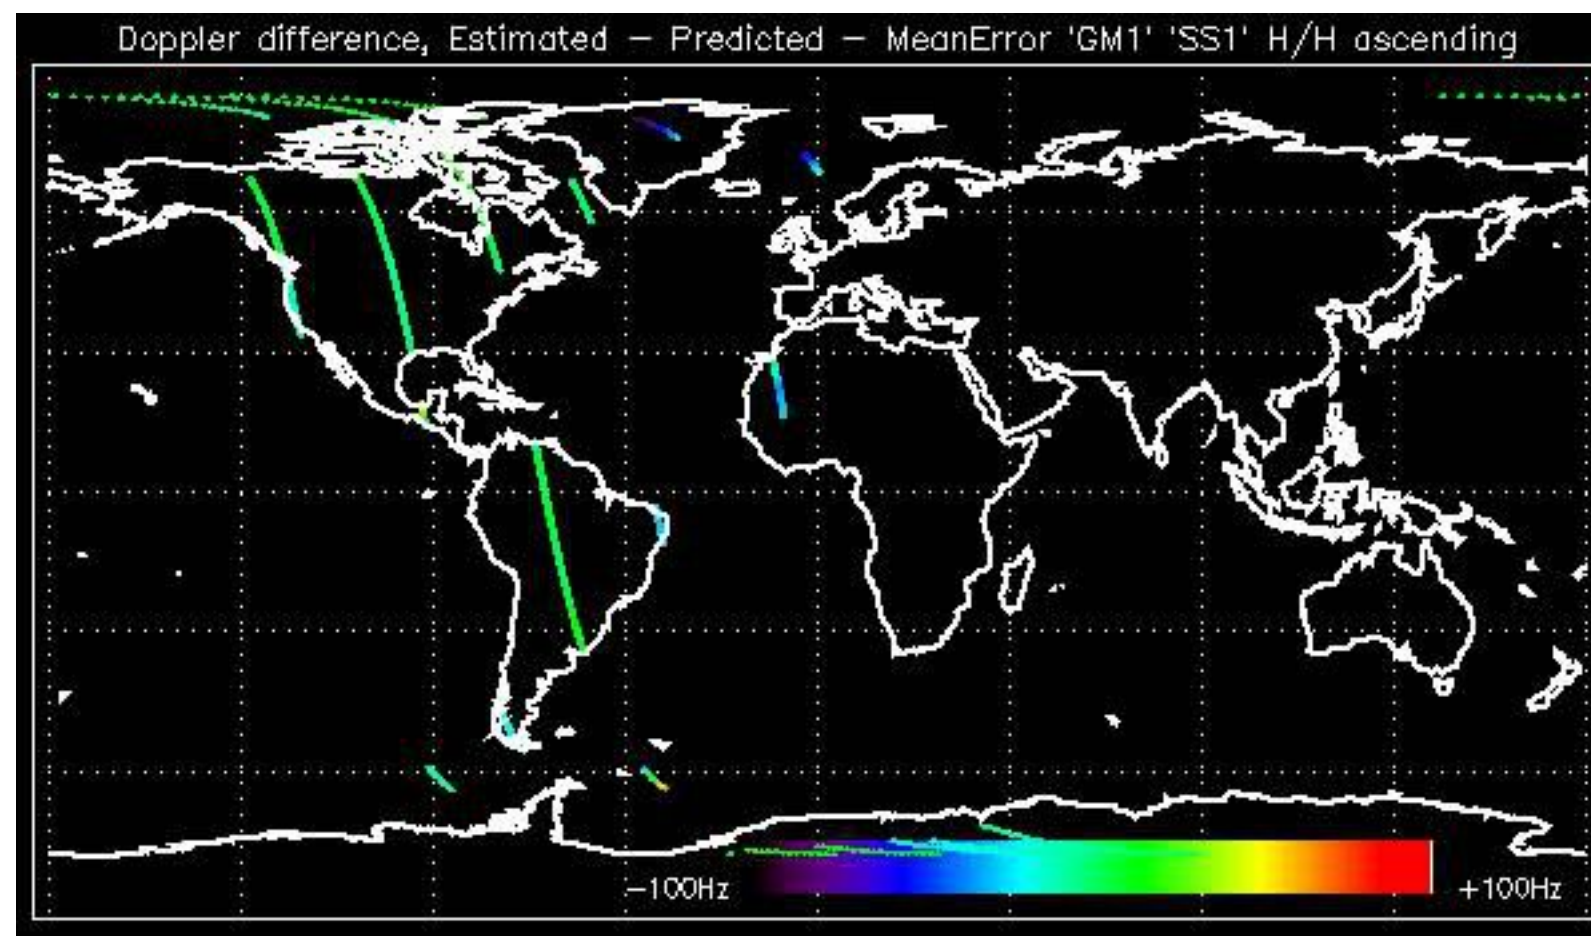 Doppler difference, Estimated – Predicted – MeanError 'GM1' 'SS1' H/H ascending
−100Hz +100Hz